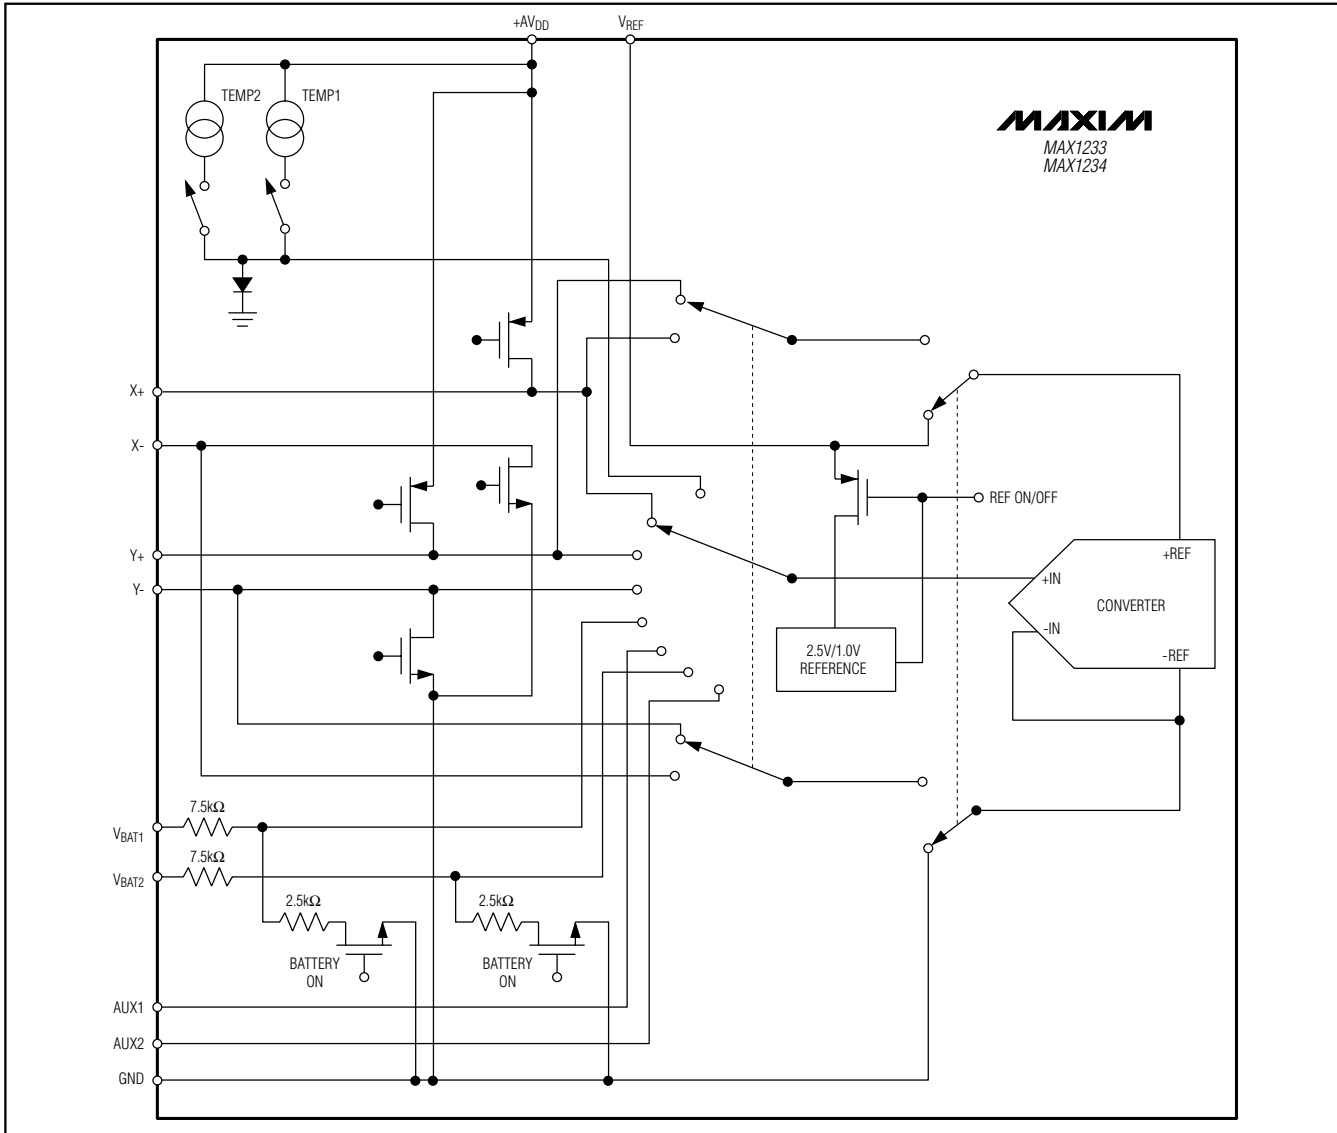 +AVDD
VREF
TEMP2
TEMP1
MAXIM
MAX1233
MAX1234
X+
X-
REF ON/OFF
Y+
+REF
Y-
+IN
CONVERTER
-IN
2.5V/1.0V
REFERENCE
-REF
7.5kΩ
VBAT1
7.5kΩ
VBAT2
2.5kΩ
2.5kΩ
BATTERY
ON
BATTERY
ON
AUX1
AUX2
GND